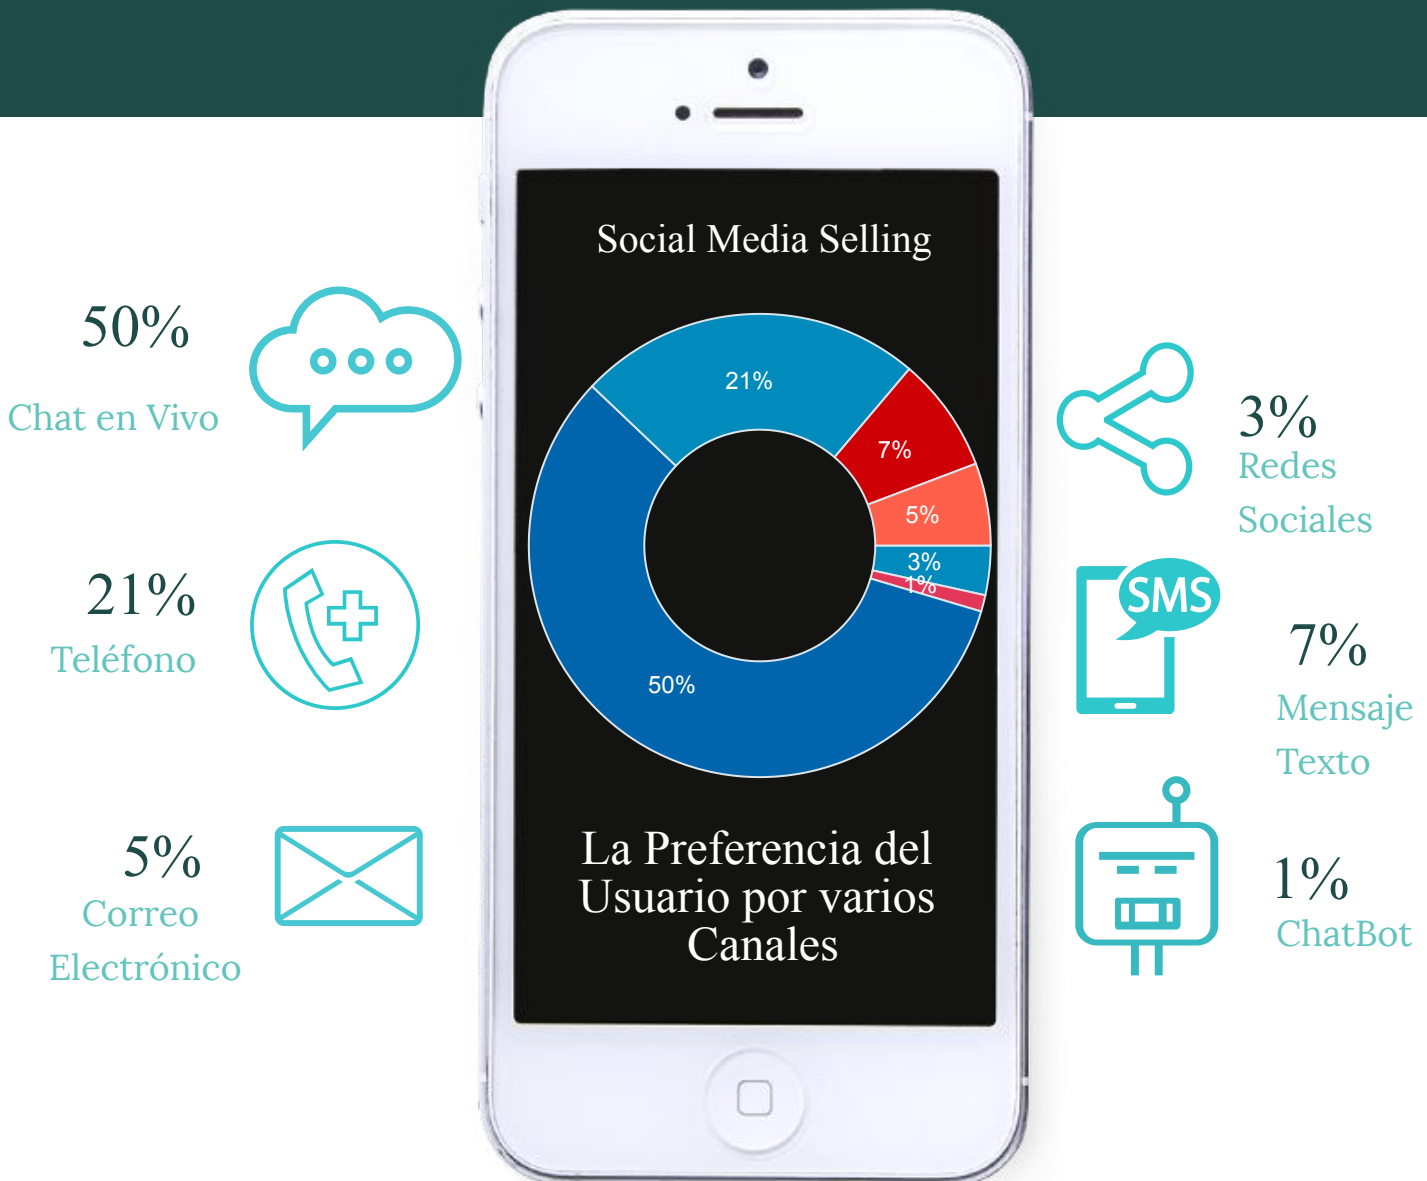 Social Media Selling
50%
Chat en Vivo
21%
Teléfono
5%
Correo
Electrónico
21%
7%
5%
3%
1%
50%
La Preferencia del
Usuario por varios
Canales
3%
Redes
Sociales
SMS
7%
Mensaje
Texto
1%
ChatBot